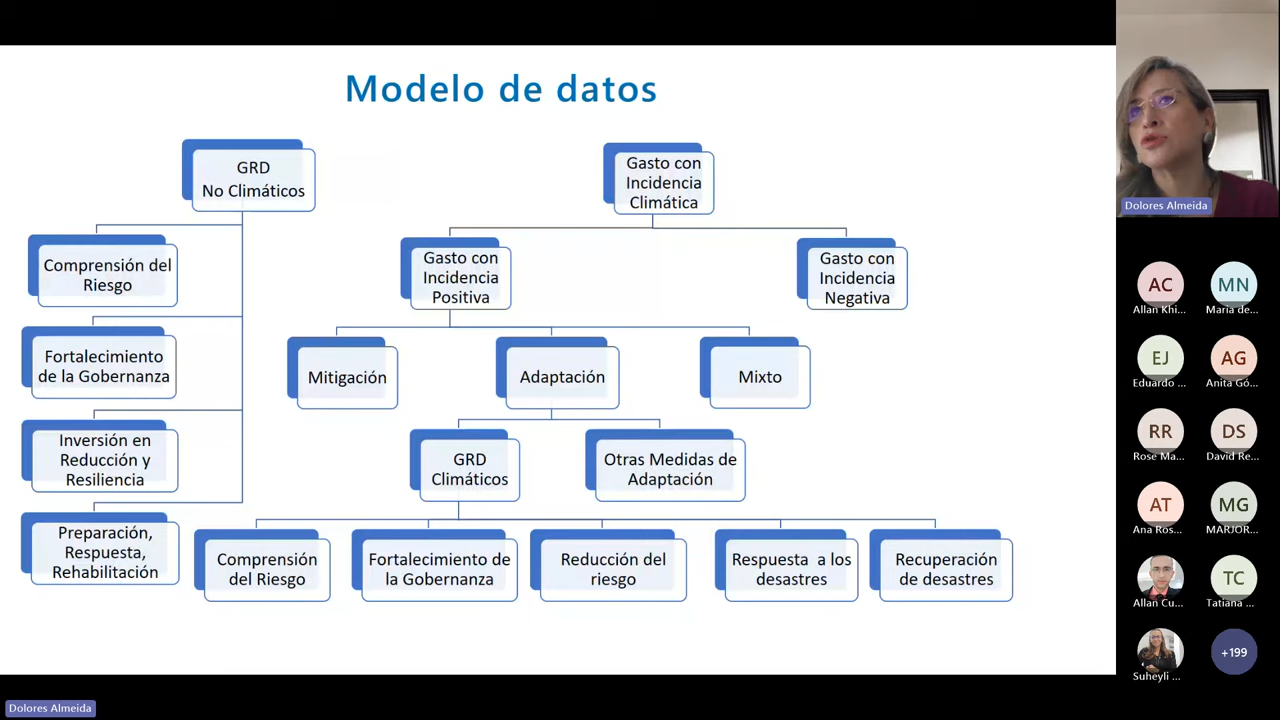 Modelo de datos
GRD
No Climáticos
Comprensión del
Riesgo
Fortalecimiento
de la Gobernanza
Inversión en
Reducción y
Resiliencia
Preparación,
Respuesta,
Rehabilitación
Gasto con
Incidencia
Climática
Gasto con
Incidencia
Positiva
Gasto con
Incidencia
Negativa
Mitigación
Adaptación
Mixto
GRD
Climáticos
Otras Medidas de
Adaptación
Comprensión
del Riesgo
Fortalecimiento de
la Gobernanza
Reducción del
riesgo
Respuesta a los
desastres
Recuperación
de desastres
Dolores Almeida
AC
Allan Khi...
MN
Maria de...
EJ
Eduardo ...
AG
Anita Gó...
RR
Rose Ma...
DS
David Re...
AT
Ana Ros...
MG
MARJOR...
Allan Cu...
TC
Tatiana ...
Suheyli ...
+199
Dolores Almeida